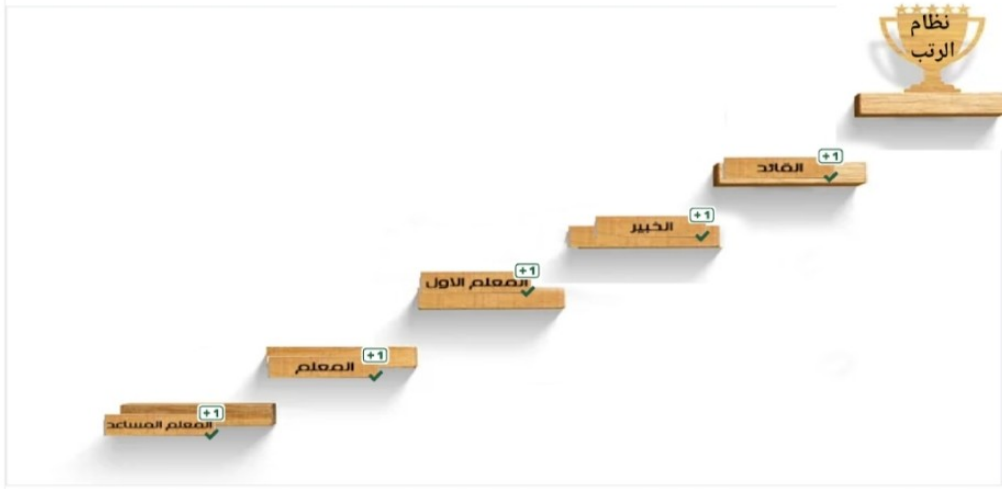 نظام
الرتب
القائد
+1
الخبير
+1
المعلم الاول
+1
المعلم
+1
المعلم المساعد
+1